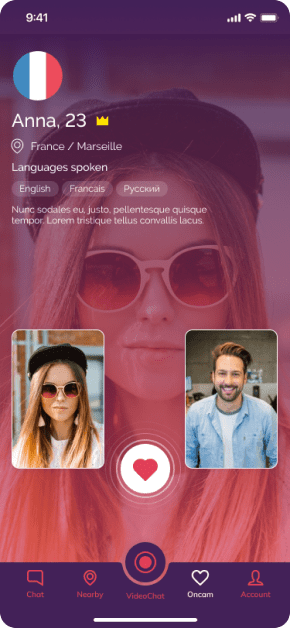 9:41
Anna, 23
France / Marseille
Languages spoken
English Francais Русский
Nunc sodales eu, justo, pellentesque quisque
tempor. Lorem tristique tellus convallis lacus.
Chat Nearby VideoChat Oncam Account